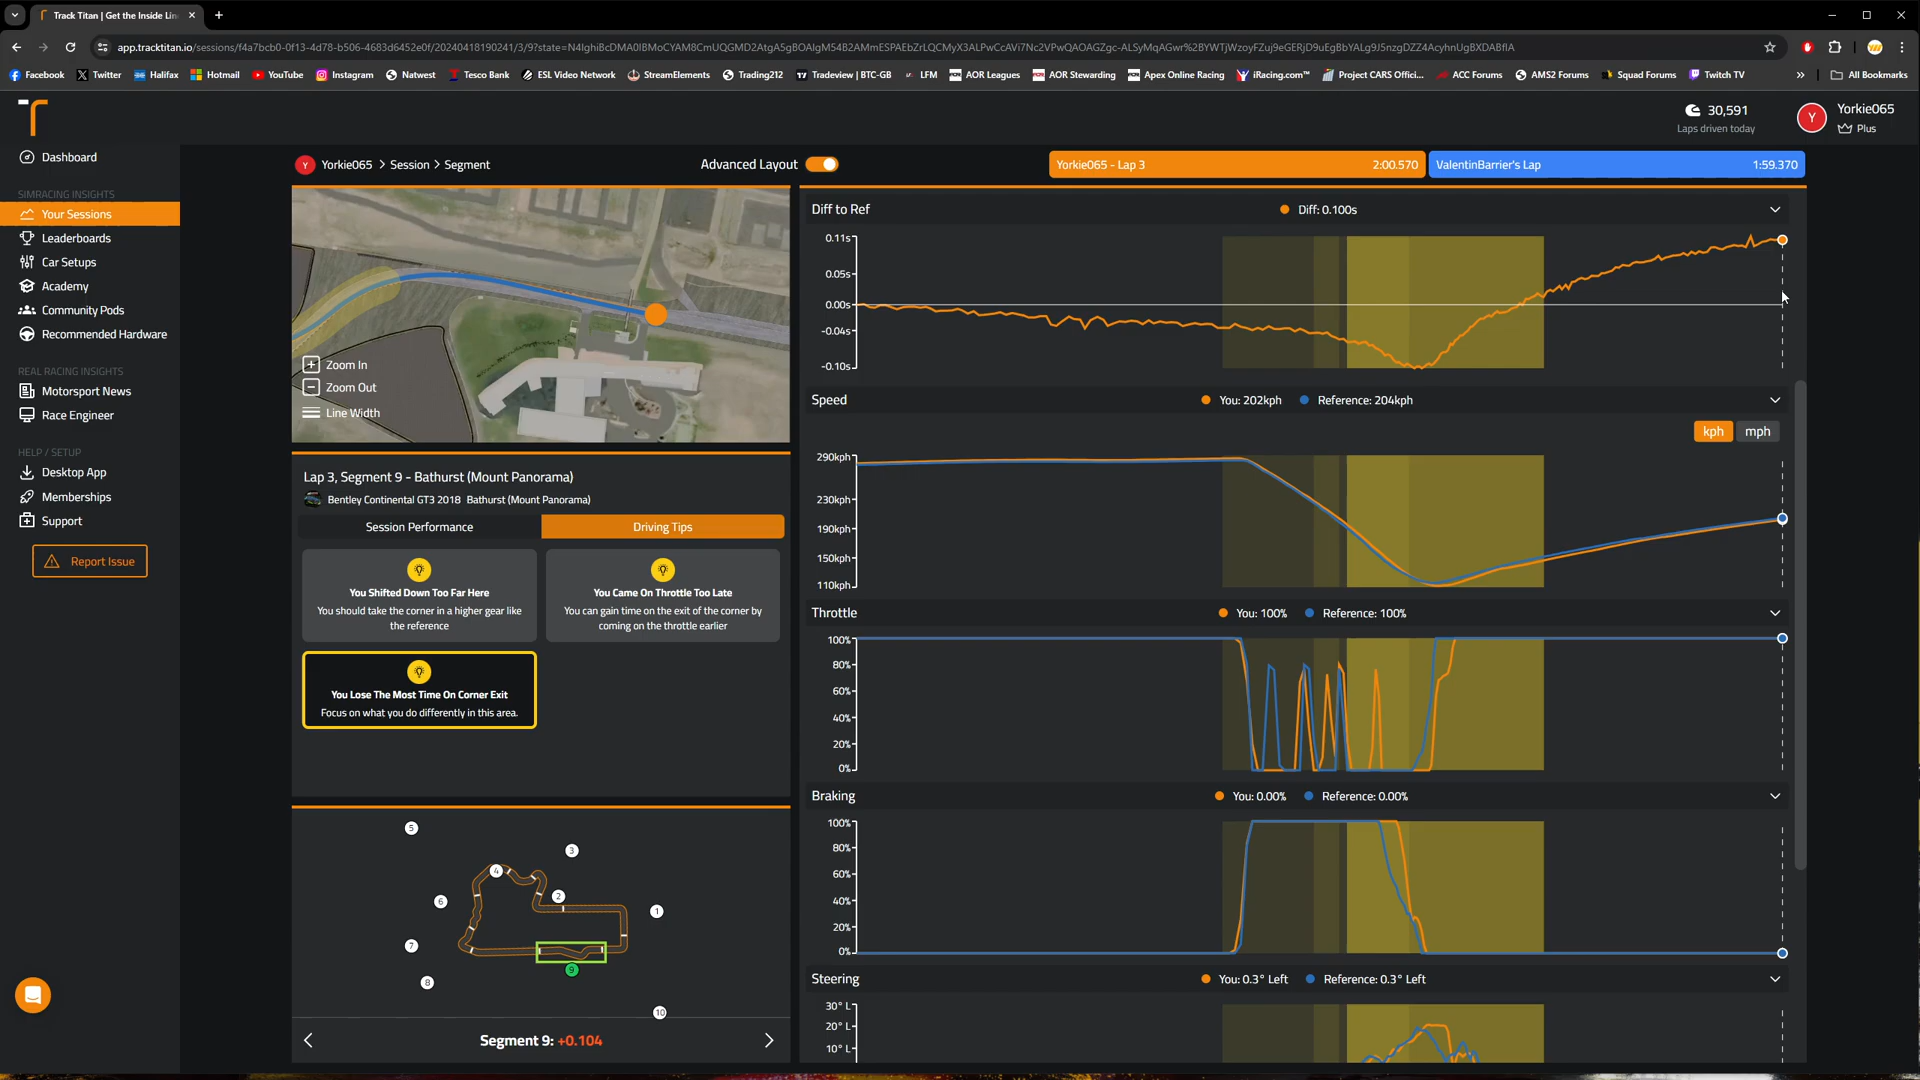 Track Titan | Get the Inside Lin
app.tracktitan.io/sessions/f4a7bcb0-0f13-4d78-b506-4683d6452e0f/20240418190241/3/9?state=
Facebook Twitter Halifax Hotmail YouTube Instagram Natwest Tesco Bank ESL Video Network StreamElements Trading212 Tradeview | BTC-GB LFM AOR Leagues AOR Stewarding Apex Online Racing iRacing.com™ Project CARS Offici... ACC Forums AMS2 Forums Squad Forums Twitch TV » All Bookmarks
30,591
Laps driven today
Y
Yorkie065
Plus
Dashboard
SIMRACING INSIGHTS
Your Sessions
Leaderboards
Car Setups
Academy
Community Pods
Recommended Hardware
REAL RACING INSIGHTS
Motorsport News
Race Engineer
HELP / SETUP
Desktop App
Memberships
Support
Report Issue
Y Yorkie065 > Session > Segment
Advanced Layout
Yorkie065 - Lap 3 2:00.570
ValentinBarrier's Lap 1:59.370
Zoom In
Zoom Out
Line Width
Lap 3, Segment 9 - Bathurst (Mount Panorama)
Bentley Continental GT3 2018 Bathurst (Mount Panorama)
Session Performance
Driving Tips
You Shifted Down Too Far Here
You should take the corner in a higher gear like
the reference
You Came On Throttle Too Late
You can gain time on the exit of the corner by
coming on the throttle earlier
You Lose The Most Time On Corner Exit
Focus on what you do differently in this area.
5
3
4
2
6
1
7
9
8
10
Segment 9: +0.104
Diff to Ref
Diff: 0.100s
0.11s
0.05s
0.00s
-0.04s
-0.10s
Speed
You: 202kph
Reference: 204kph
kph
mph
290kph
230kph
190kph
150kph
110kph
Throttle
You: 100%
Reference: 100%
100%
80%
60%
40%
20%
0%
Braking
You: 0.00%
Reference: 0.00%
100%
80%
60%
40%
20%
0%
Steering
You: 0.3° Left
Reference: 0.3° Left
30° L
20° L
10° L